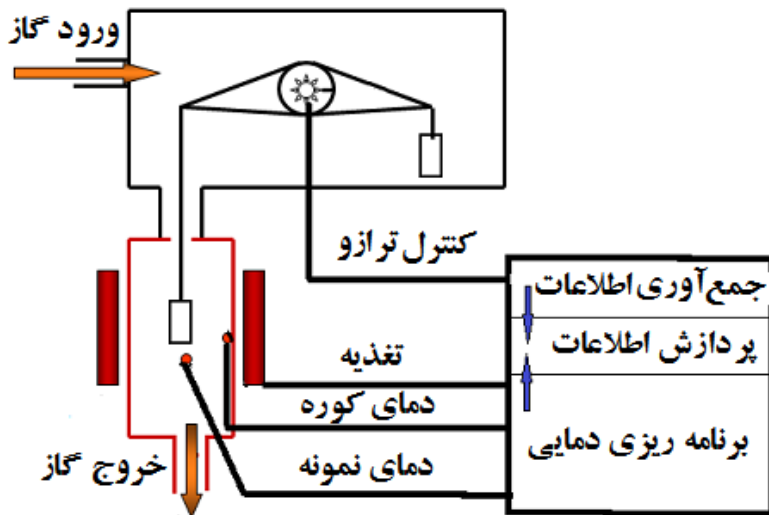 ورود گاز
کنترل ترازو
جمع‌آوری اطلاعات
پردازش اطلاعات
تغذیه
دمای کوره
برنامه ریزی دمایی
دمای نمونه
خروج گاز